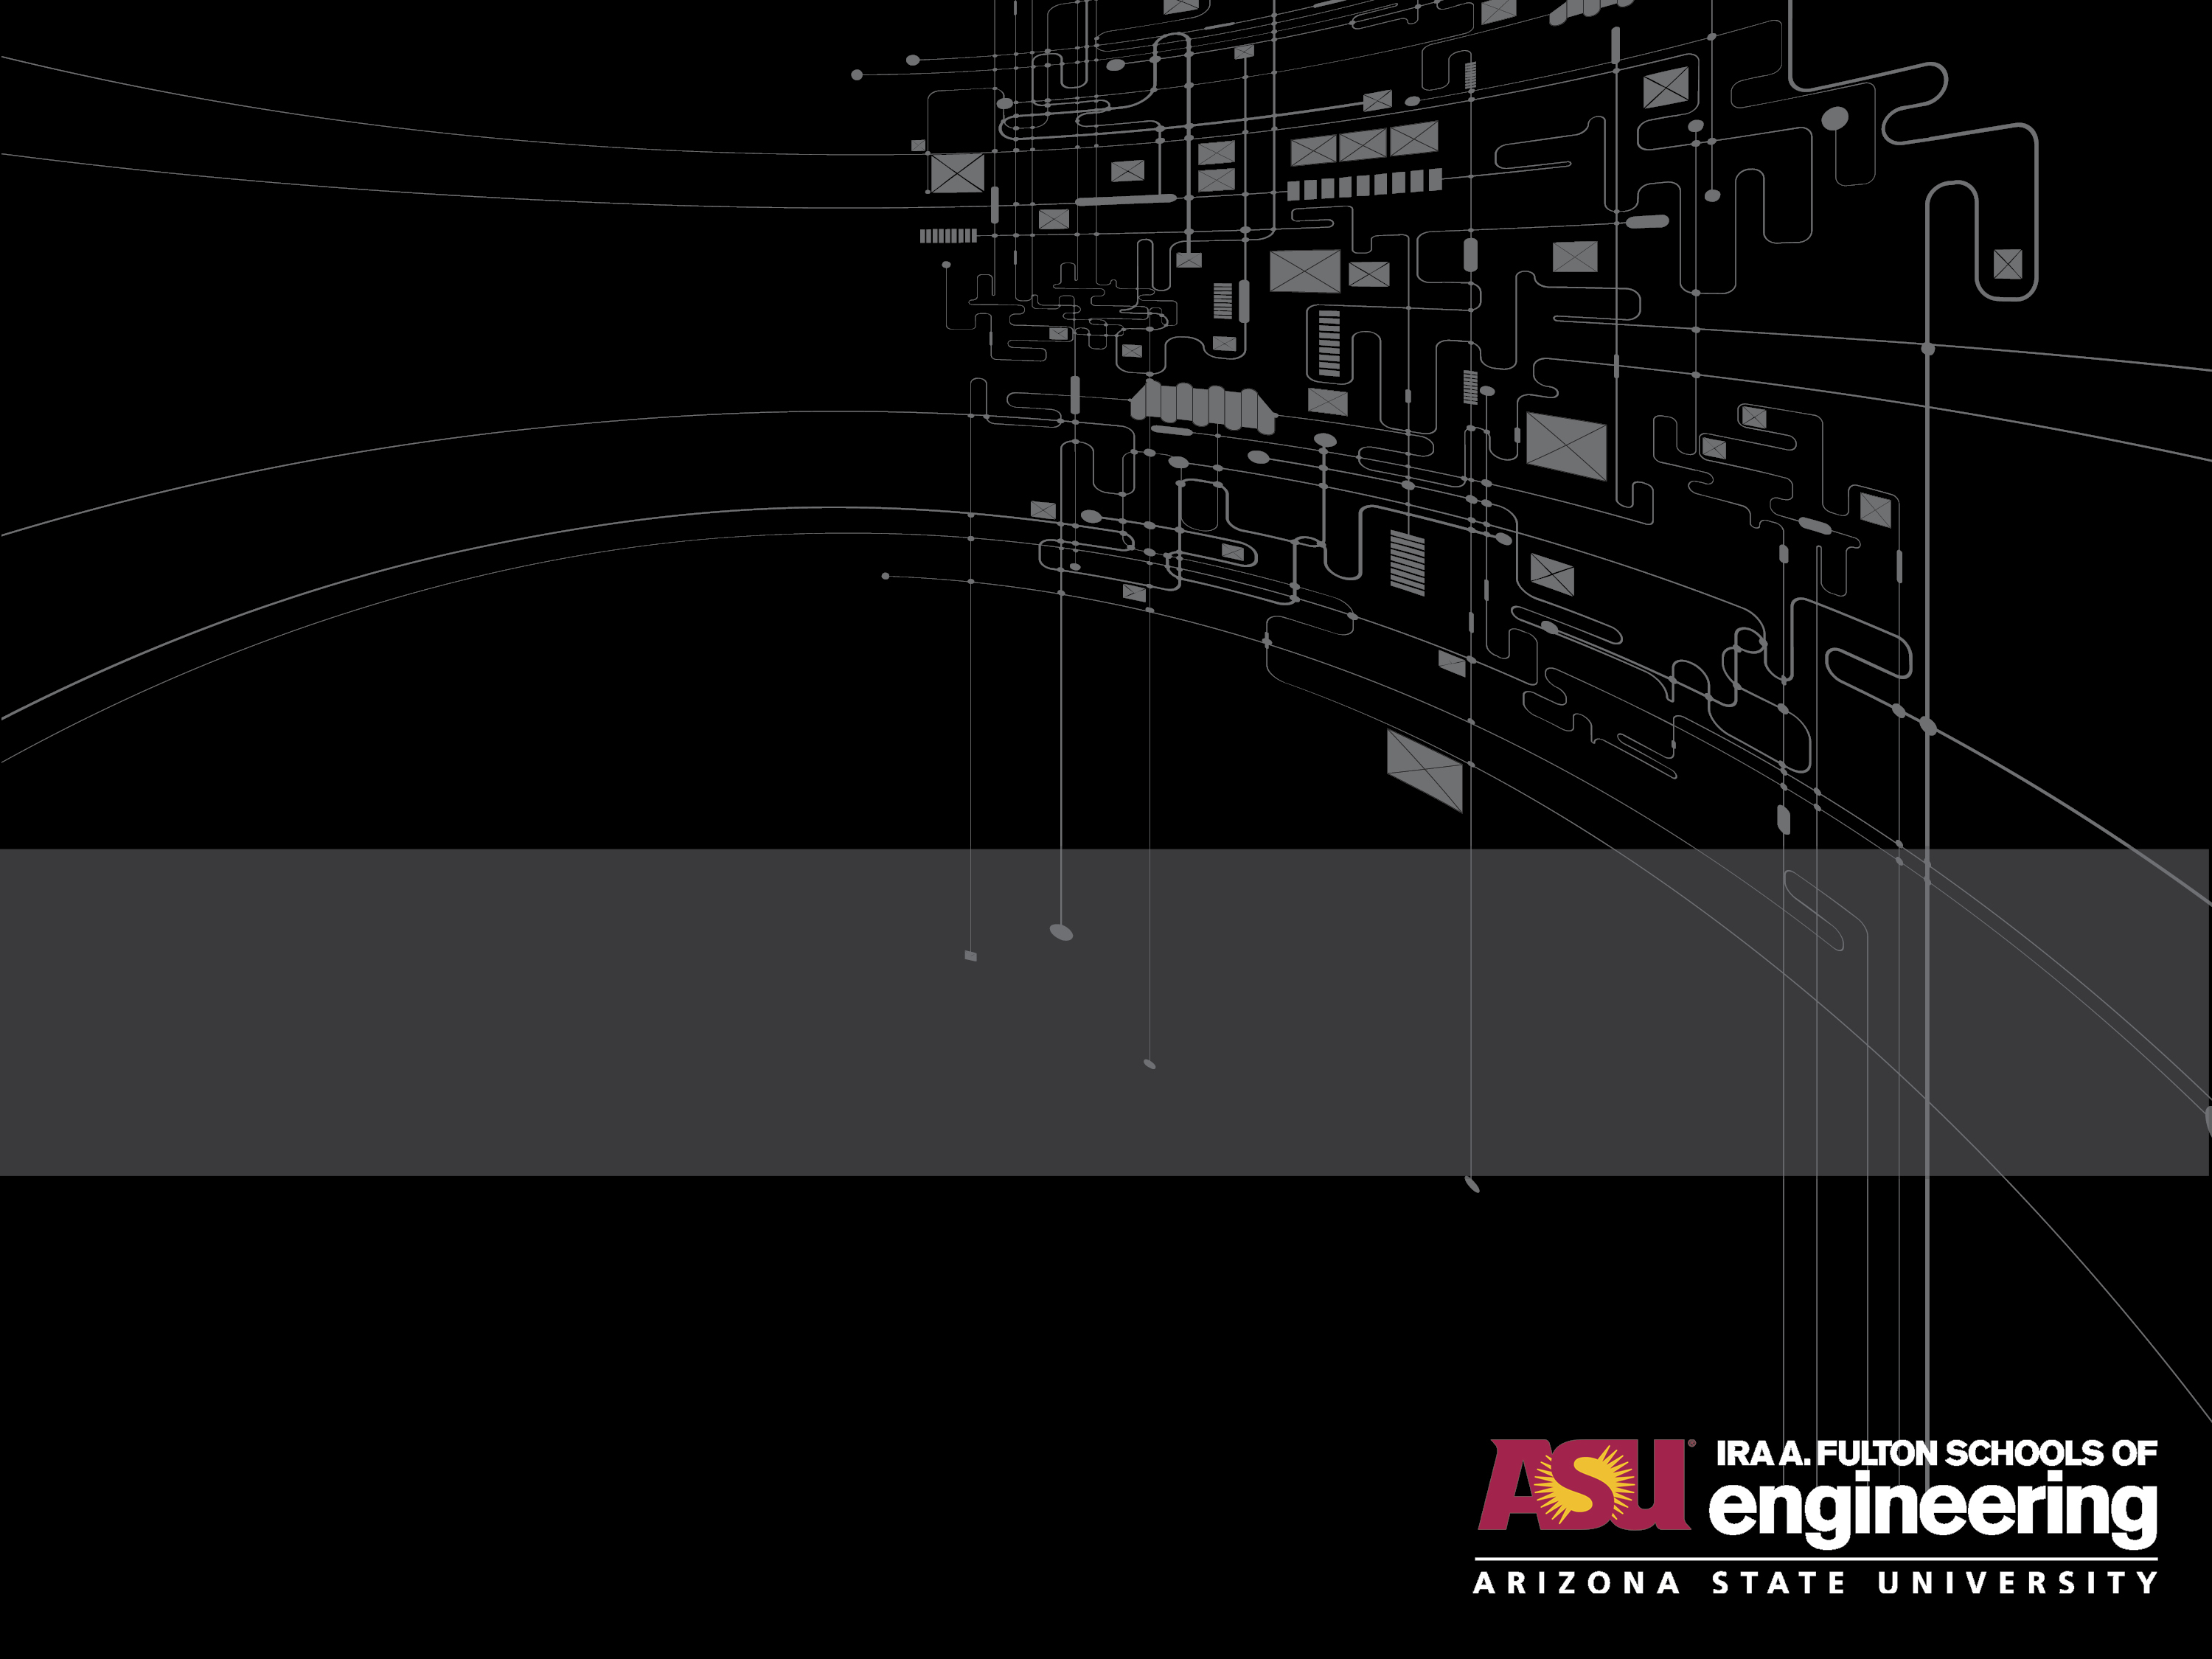 ASU® IRA A. FULTON SCHOOLS OF
engineering
ARIZONA STATE UNIVERSITY